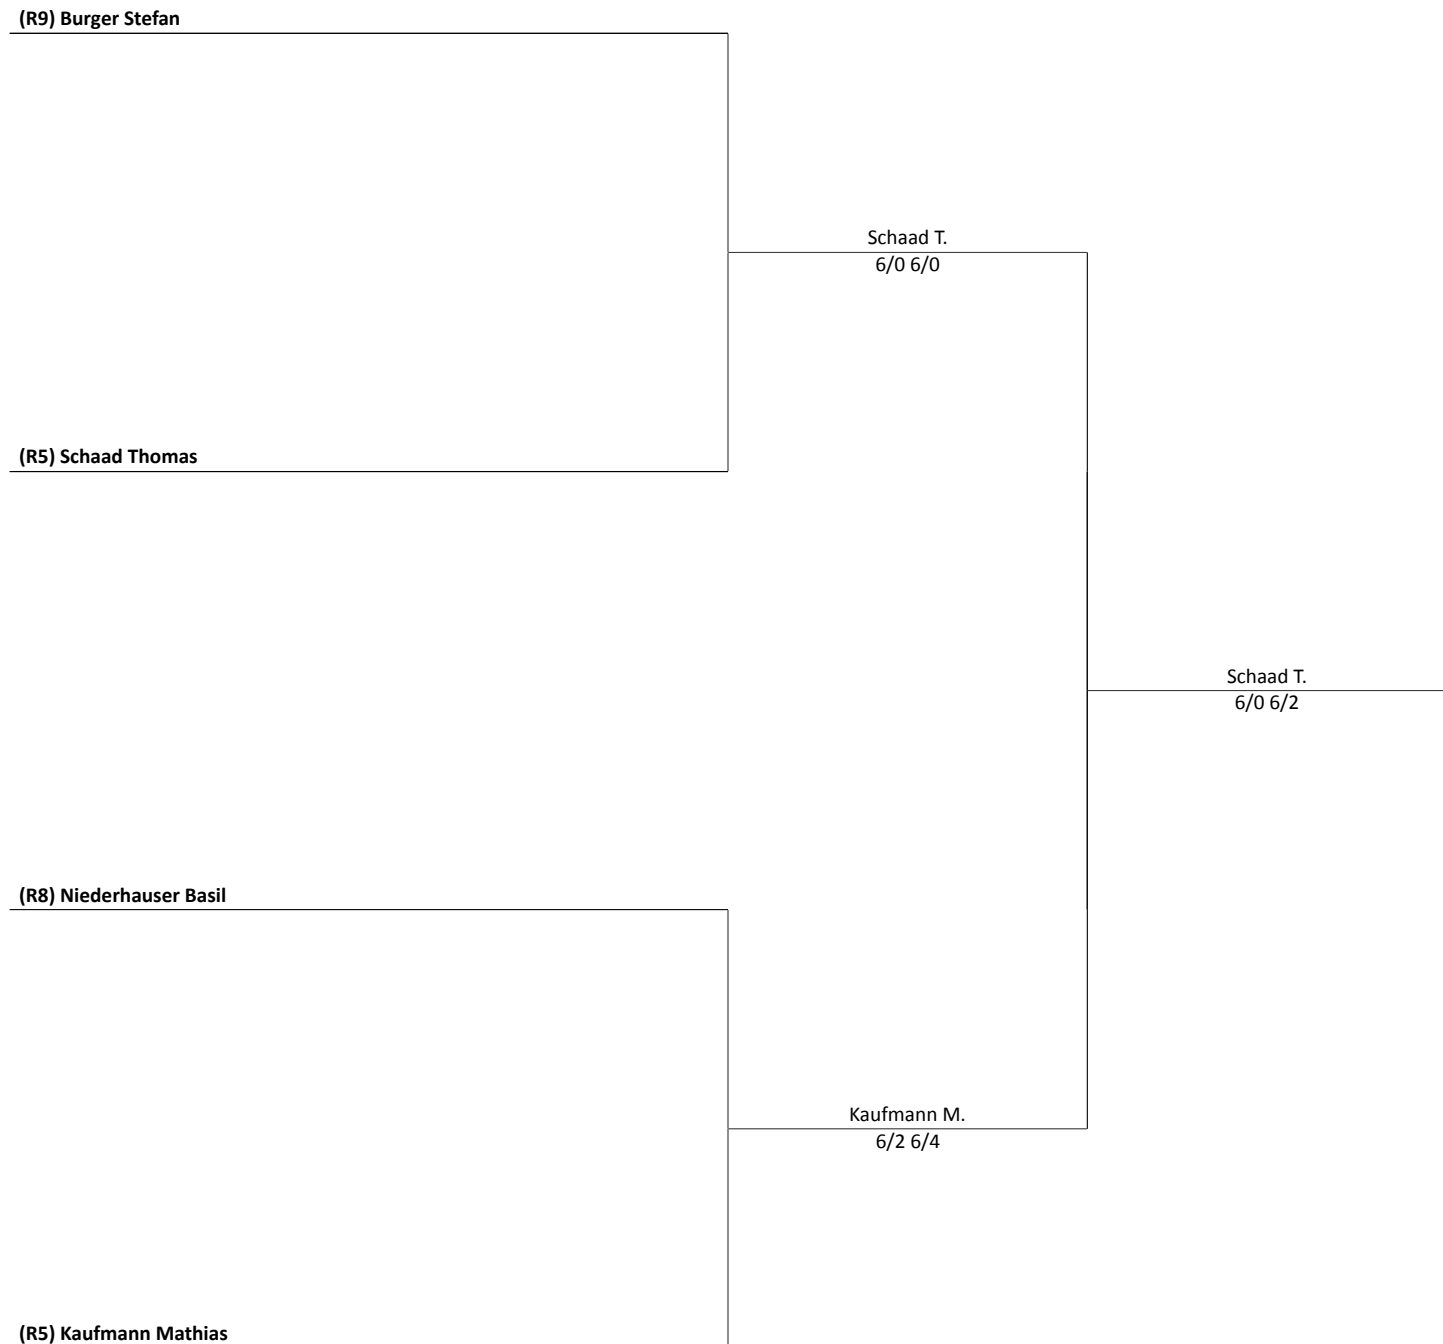 (R9) Burger Stefan
Schaad T.
6/0 6/0
(R5) Schaad Thomas
Schaad T.
6/0 6/2
(R8) Niederhauser Basil
Kaufmann M.
6/2 6/4
(R5) Kaufmann Mathias